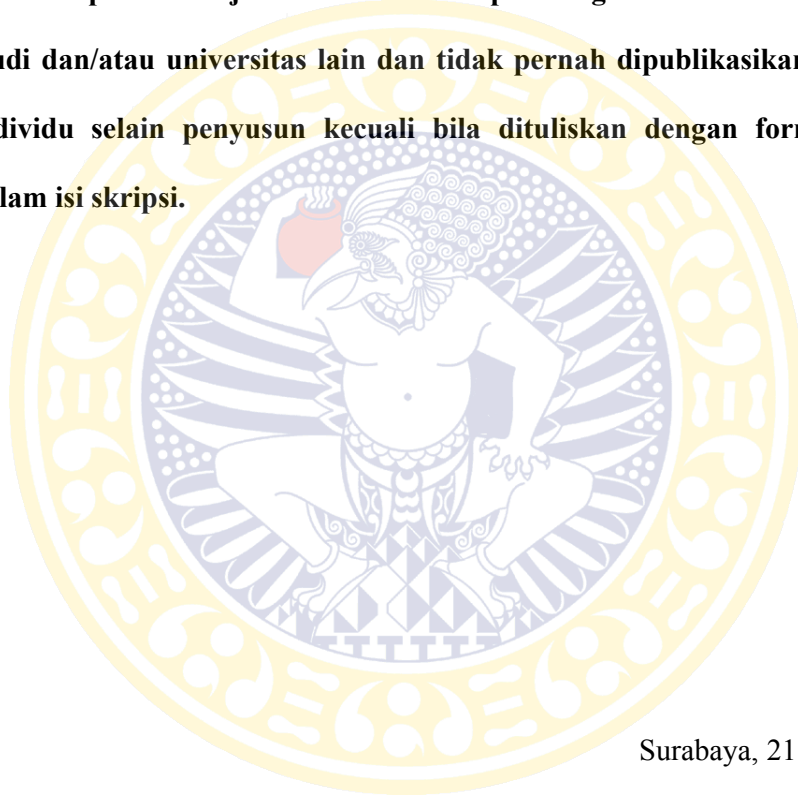 udi dan/atau universitas lain dan tidak pernah dipublikasikan
dividu selain penyusun kecuali bila dituliskan dengan for
lam isi skripsi.
Surabaya, 21